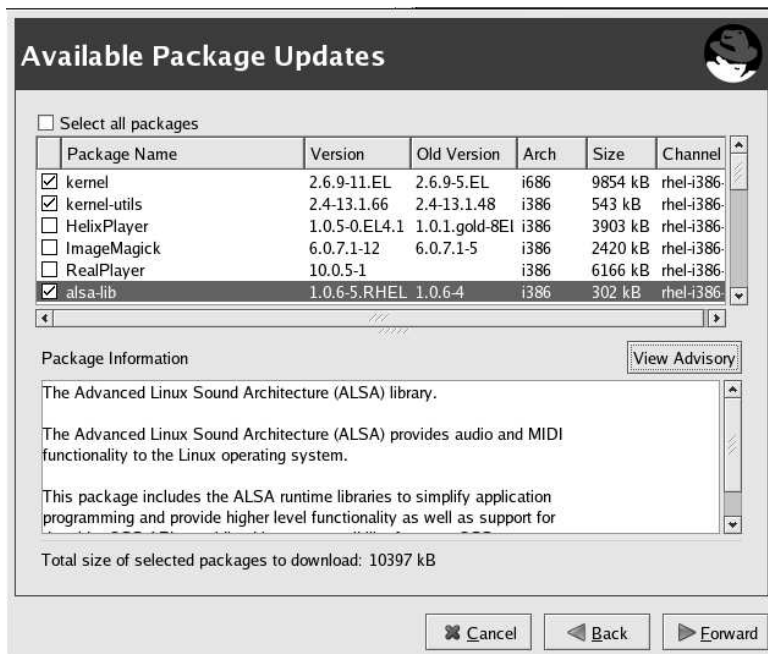 Available Package Updates
Select all packages
Package Name Version Old Version Arch Size Channel
kernel 2.6.9-11.EL 2.6.9-5.EL i686 9854 kB rhel-i386-
kernel-utils 2.4-13.1.66 2.4-13.1.48 i386 543 kB rhel-i386-
HelixPlayer 1.0.5-0.EL4.1 1.0.1.gold-8EL i386 3903 kB rhel-i386-
ImageMagick 6.0.7.1-12 6.0.7.1-5 i386 2420 kB rhel-i386-
RealPlayer 10.0.5-1 i386 6166 kB rhel-i386-
alsa-lib 1.0.6-5.RHEL 1.0.6-4 i386 302 kB rhel-i386-
Package Information View Advisory
The Advanced Linux Sound Architecture (ALSA) library.
The Advanced Linux Sound Architecture (ALSA) provides audio and MIDI
functionality to the Linux operating system.
This package includes the ALSA runtime libraries to simplify application
programming and provide higher level functionality as well as support for
Total size of selected packages to download: 10397 kB
Cancel Back Forward